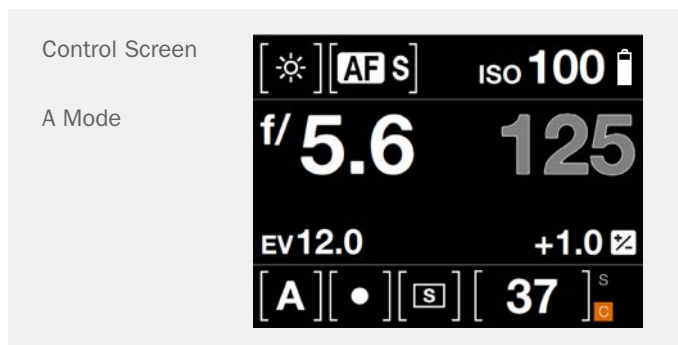 Control Screen
A Mode
[☼][AF S] ISO 100
f/5.6 125
EV12.0 +1.0
[A][●][S][ 37 ] S
C